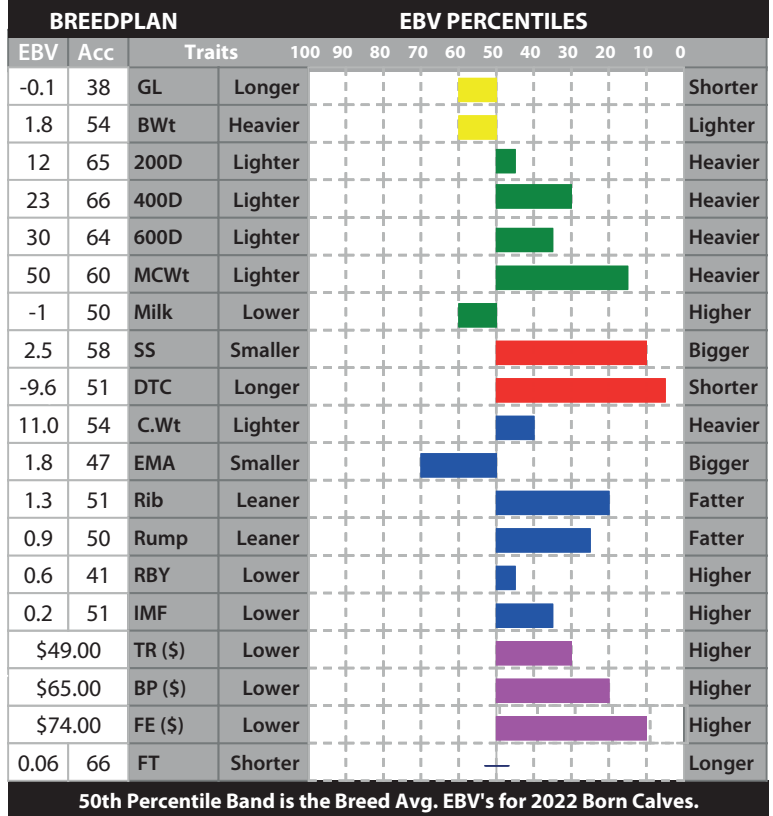 BREEDPLAN EBV PERCENTILES
EBV Acc Traits 100 90 80 70 60 50 40 30 20 10 0
-0.1 38 GL Longer Shorter
1.8 54 BWt Heavier Lighter
12 65 200D Lighter Heavier
23 66 400D Lighter Heavier
30 64 600D Lighter Heavier
50 60 MCWt Lighter Heavier
-1 50 Milk Lower Higher
2.5 58 SS Smaller Bigger
-9.6 51 DTC Longer Shorter
11.0 54 C.Wt Lighter Heavier
1.8 47 EMA Smaller Bigger
1.3 51 Rib Leaner Fatter
0.9 50 Rump Leaner Fatter
0.6 41 RBY Lower Higher
0.2 51 IMF Lower Higher
$49.00 TR ($) Lower Higher
$65.00 BP ($) Lower Higher
$74.00 FE ($) Lower Higher
0.06 66 FT Shorter Longer
50th Percentile Band is the Breed Avg. EBV's for 2022 Born Calves.